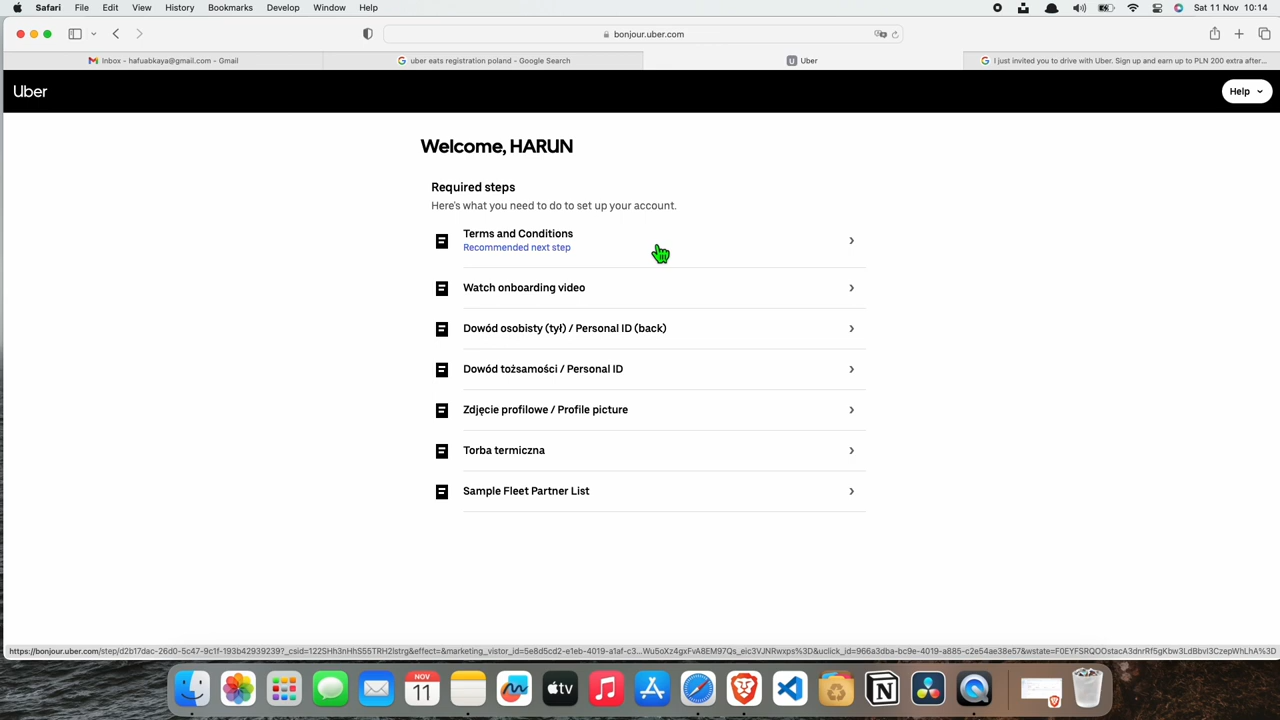 Safari File Edit View History Bookmarks Develop Window Help Sat 11 Nov 10:14
bonjour.uber.com
Inbox - hafuabkaya@gmail.com - Gmail
uber eats registration poland - Google Search
Uber
I just invited you to drive with Uber. Sign up and earn up to PLN 200 extra after...
Uber
Help
Welcome, HARUN
Required steps
Here's what you need to do to set up your account.
Terms and Conditions
Recommended next step
Watch onboarding video
Dowód osobisty (tył) / Personal ID (back)
Dowód tożsamości / Personal ID
Zdjęcie profilowe / Profile picture
Torba termiczna
Sample Fleet Partner List
NOV
11
tv